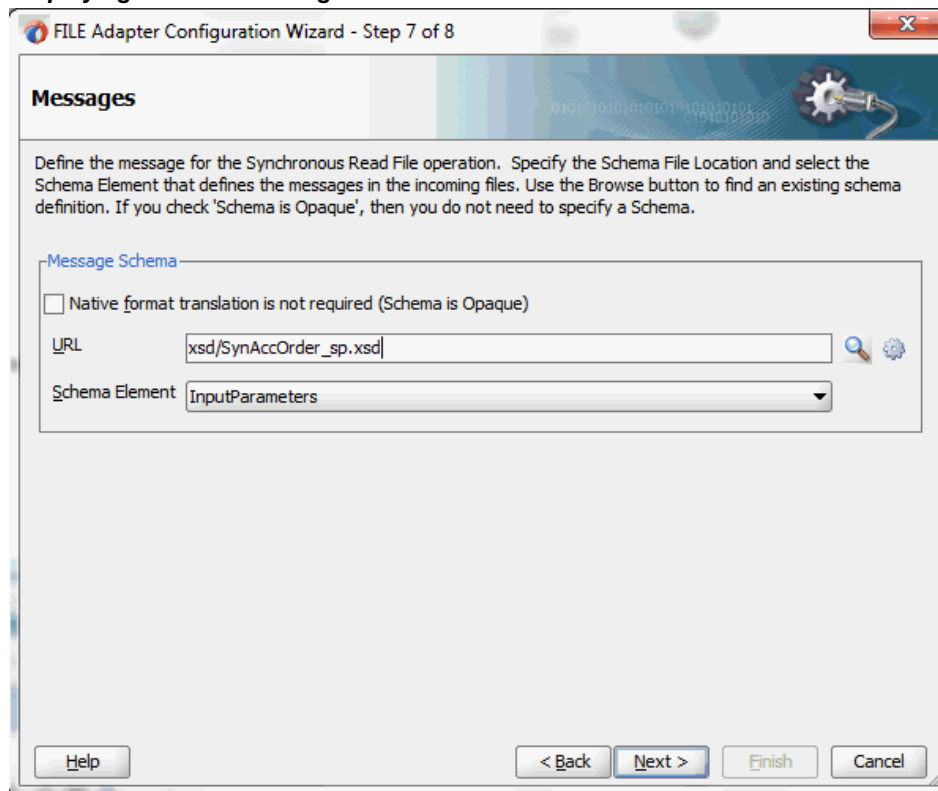 FILE Adapter Configuration Wizard - Step 7 of 8
Messages
Define the message for the Synchronous Read File operation. Specify the Schema File Location and select the
Schema Element that defines the messages in the incoming files. Use the Browse button to find an existing schema
definition. If you check 'Schema is Opaque', then you do not need to specify a Schema.
Message Schema
Native format translation is not required (Schema is Opaque)
URL xsd/SynAccOrder_sp.xsd
Schema Element InputParameters
Help < Back Next > Finish Cancel